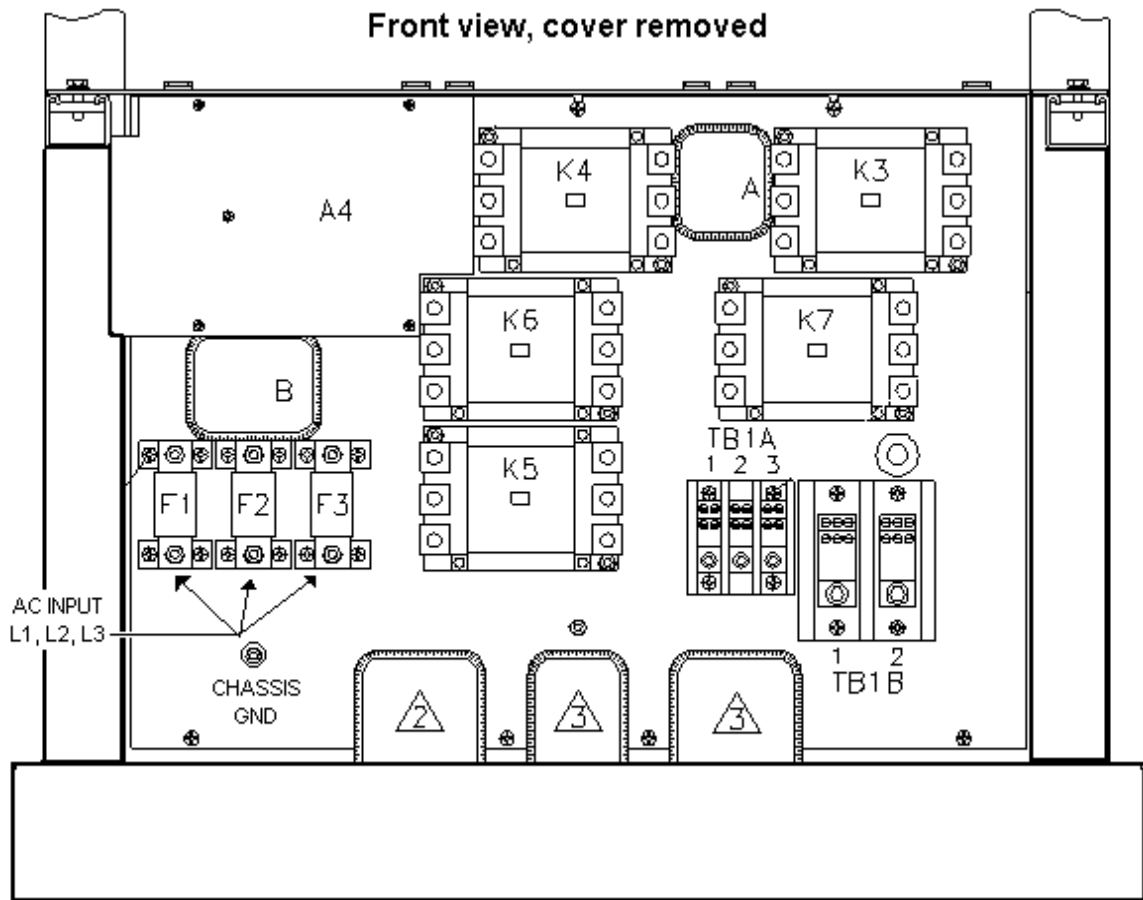 Front view, cover removed
K4
A
K3
A4
K6
K7
B
TB1A
1 2 3
K5
F1 F2 F3
AC INPUT
L1, L2, L3
1 2
TB1B
CHASSIS
GND
2
3
3